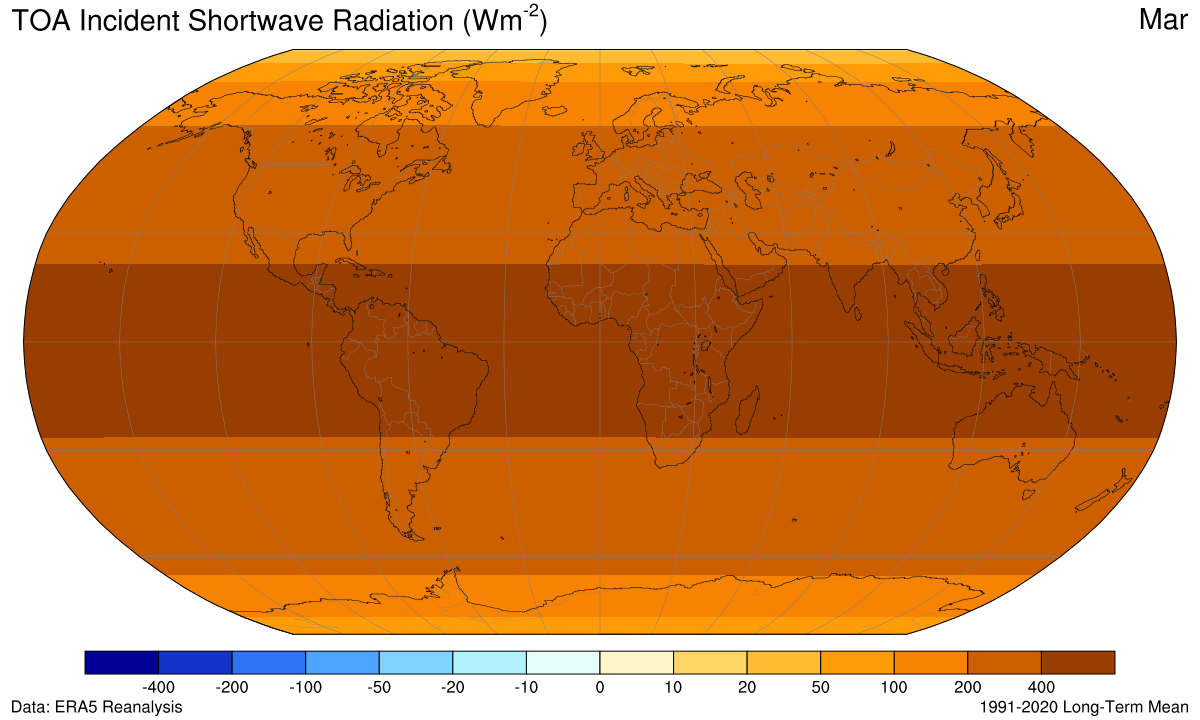 TOA Incident Shortwave Radiation (Wm-2) Mar
-400 -200 -100 -50 -20 -10 0 10 20 50 100 200 400
Data: ERA5 Reanalysis 1991-2020 Long-Term Mean